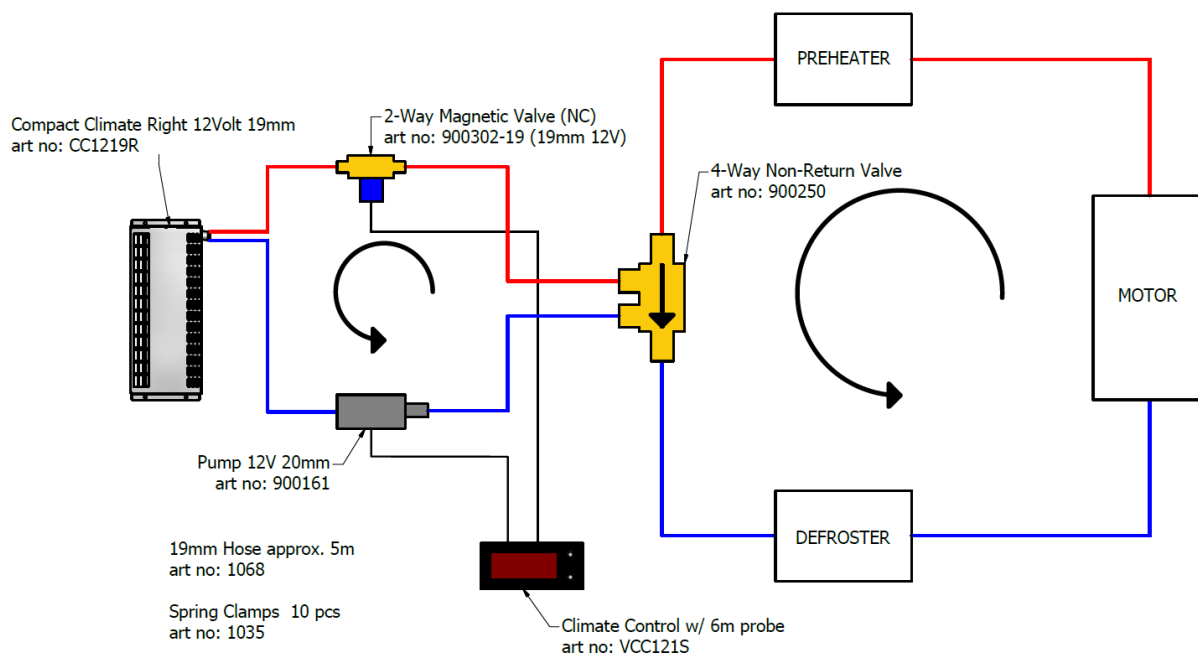 PREHEATER
2-Way Magnetic Valve (NC)
art no: 900302-19 (19mm 12V)
Compact Climate Right 12Volt 19mm
art no: CC1219R
4-Way Non-Return Valve
art no: 900250
MOTOR
Pump 12V 20mm
art no: 900161
DEFROSTER
19mm Hose approx. 5m
art no: 1068
Spring Clamps 10 pcs
art no: 1035
Climate Control w/ 6m probe
art no: VCC121S